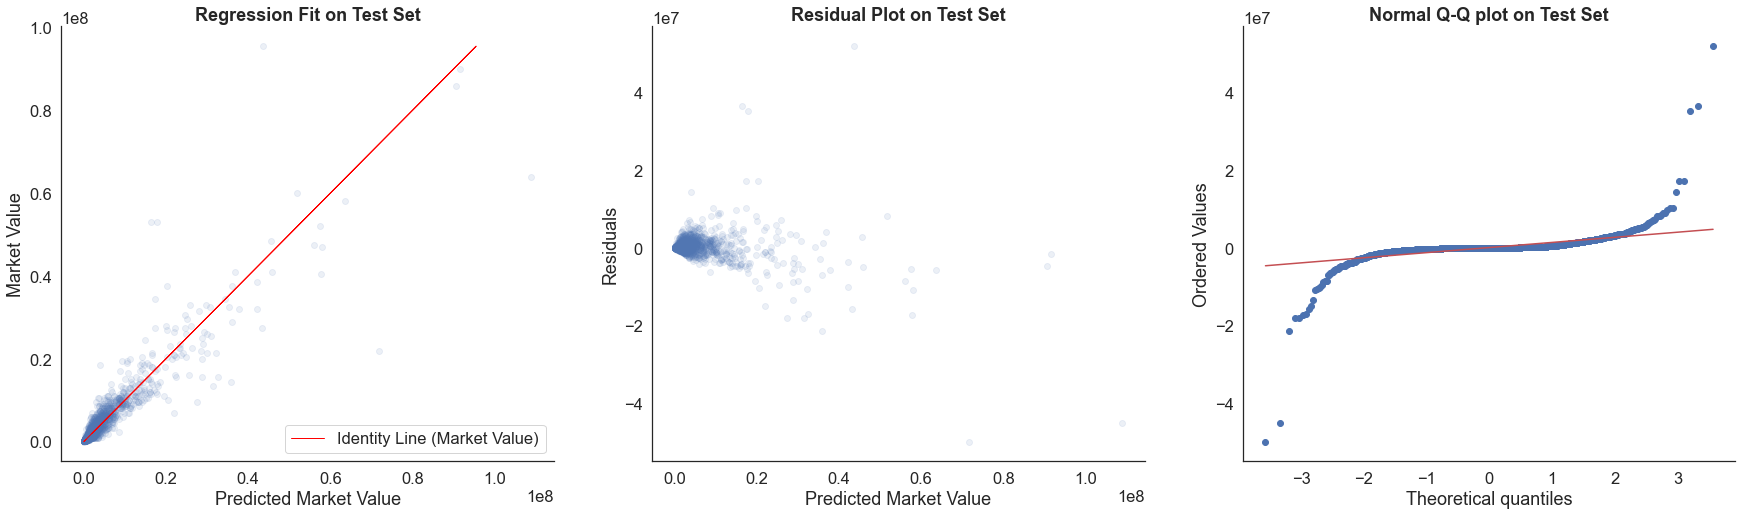 Regression Fit on Test Set
1e8
1.0
0.8
0.6
0.4
0.2
0.0
Market Value
0.0 0.2 0.4 0.6 0.8 1.0
1e8
Predicted Market Value
Identity Line (Market Value)
Residual Plot on Test Set
1e7
4
2
0
−2
−4
Residuals
0.0 0.2 0.4 0.6 0.8 1.0
1e8
Predicted Market Value
Normal Q-Q plot on Test Set
1e7
4
2
0
−2
−4
Ordered Values
−3 −2 −1 0 1 2 3
Theoretical quantiles